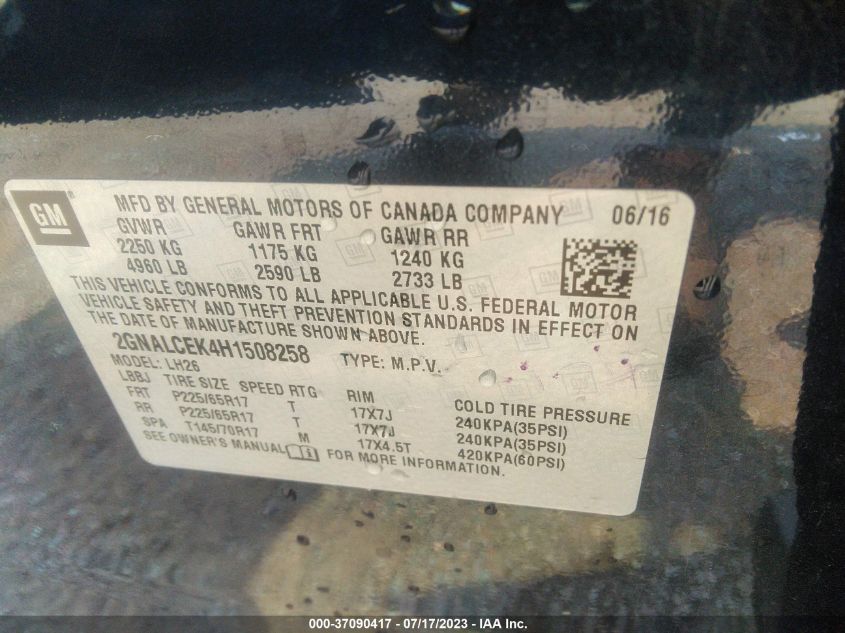 GM MFD BY GENERAL MOTORS OF CANADA COMPANY 06/16
GVWR GAWR FRT GAWR RR
2250 KG 1175 KG 1240 KG
4960 LB 2590 LB 2733 LB
THIS VEHICLE CONFORMS TO ALL APPLICABLE U.S. FEDERAL MOTOR
VEHICLE SAFETY AND THEFT PREVENTION STANDARDS IN EFFECT ON
THE DATE OF MANUFACTURE SHOWN ABOVE.
2GNALCEK4H1508258 TYPE: M.P.V.
MODEL: LH26
LBBJ TIRE SIZE SPEED RTG RIM COLD TIRE PRESSURE
FRT P225/65R17 T 17X7J 240KPA(35PSI)
RR P225/65R17 T 17X7J 240KPA(35PSI)
SPA T145/70R17 M 17X4.5T 420KPA(60PSI)
SEE OWNER'S MANUAL FOR MORE INFORMATION.
000-37090417 - 07/17/2023 - IAA Inc.